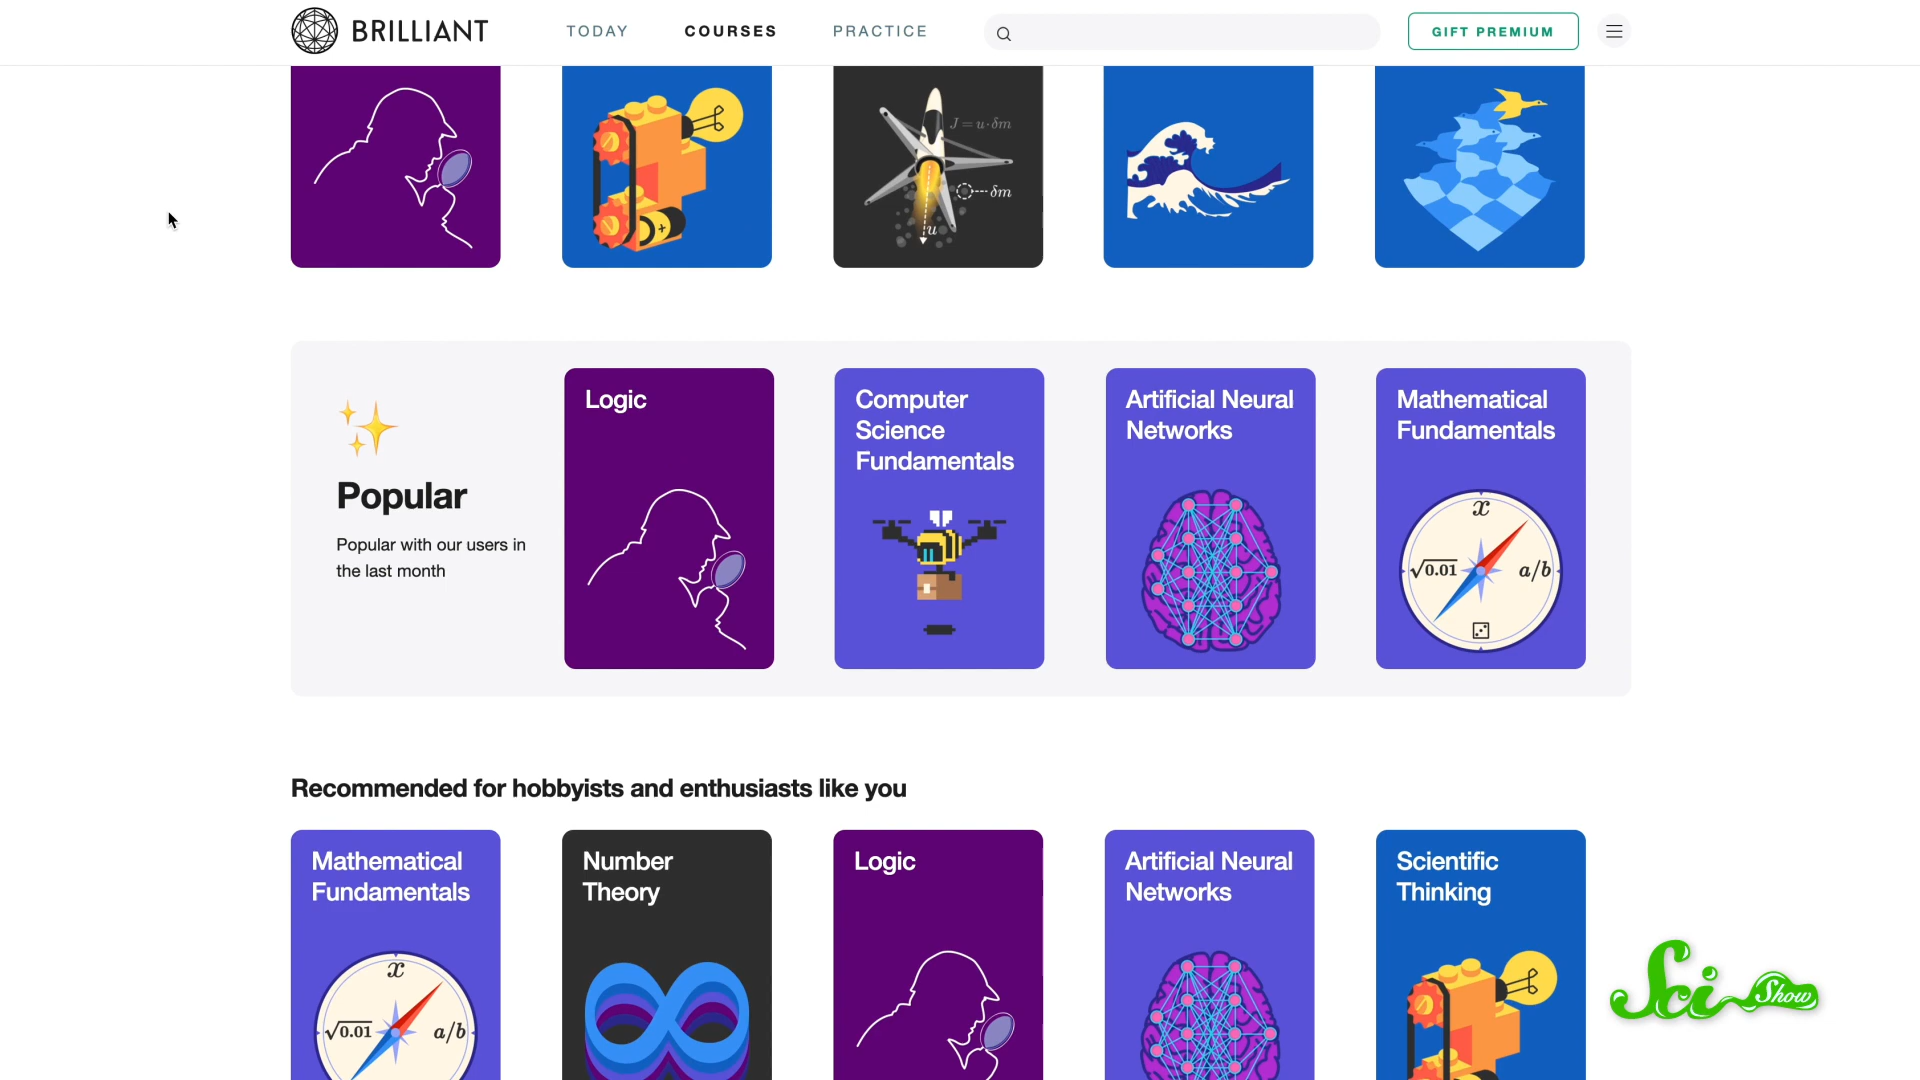 BRILLIANT
TODAY
COURSES
PRACTICE
GIFT PREMIUM
J = u · δm
δm
u
Popular
Popular with our users in
the last month
Logic
Computer
Science
Fundamentals
Artificial Neural
Networks
Mathematical
Fundamentals
x
√0.01
a/b
Recommended for hobbyists and enthusiasts like you
Mathematical
Fundamentals
x
√0.01
a/b
Number
Theory
Logic
Artificial Neural
Networks
Scientific
Thinking
Sci Show